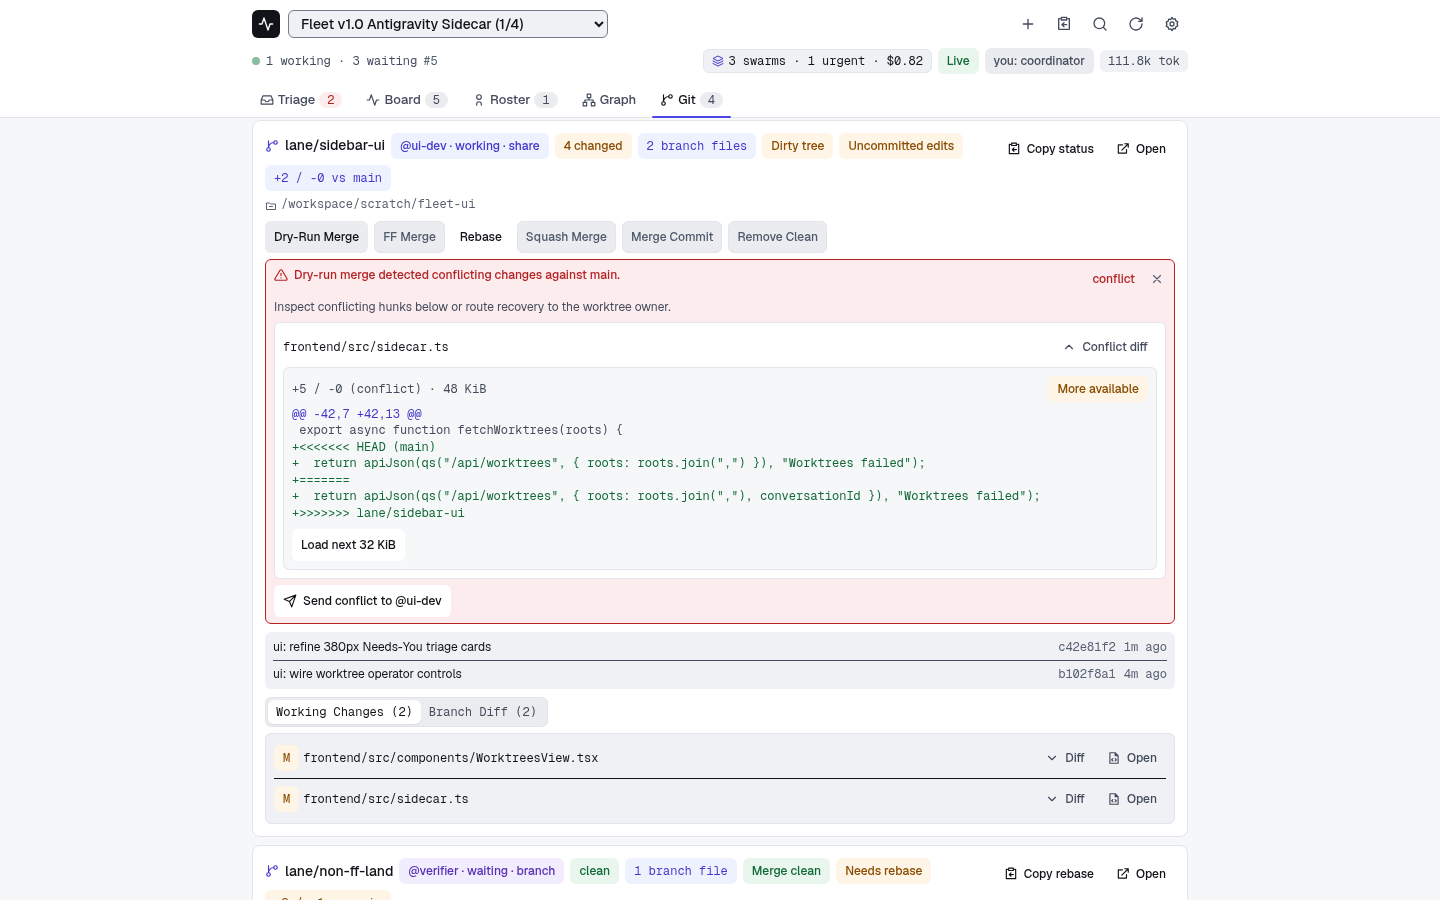 Fleet v1.0 Antigravity Sidecar (1/4)
1 working · 3 waiting #5
3 swarms · 1 urgent · $0.82
Live
you: coordinator
111.8k tok
Triage 2
Board 5
Roster 1
Graph
Git 4
lane/sidebar-ui
@ui-dev · working · share
4 changed
2 branch files
Dirty tree
Uncommitted edits
Copy status
Open
+2 / -0 vs main
/workspace/scratch/fleet-ui
Dry-Run Merge
FF Merge
Rebase
Squash Merge
Merge Commit
Remove Clean
Dry-run merge detected conflicting changes against main.
conflict
Inspect conflicting hunks below or route recovery to the worktree owner.
frontend/src/sidecar.ts
Conflict diff
+5 / -0 (conflict) · 48 KiB
More available
@@ -42,7 +42,13 @@
export async function fetchWorktrees(roots) {
+<<<<<<< HEAD (main)
+  return apiJson(qs("/api/worktrees", { roots: roots.join(",") }), "Worktrees failed");
+=======
+  return apiJson(qs("/api/worktrees", { roots: roots.join(","), conversationId }), "Worktrees failed");
+>>>>>>> lane/sidebar-ui
Load next 32 KiB
Send conflict to @ui-dev
ui: refine 380px Needs-You triage cards
c42e81f2 1m ago
ui: wire worktree operator controls
b102f8a1 4m ago
Working Changes (2)
Branch Diff (2)
M frontend/src/components/WorktreesView.tsx
Diff
Open
M frontend/src/sidecar.ts
Diff
Open
lane/non-ff-land
@verifier · waiting · branch
clean
1 branch file
Merge clean
Needs rebase
Copy rebase
Open